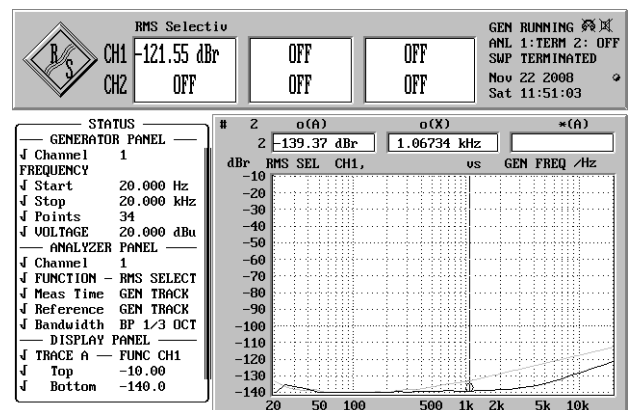 RMS Selectiv
GEN RUNNING
R S CH1 -121.55 dBr OFF OFF
ANL 1:TERM 2: OFF
SWP TERMINATED
CH2 OFF OFF OFF
Nov 22 2008
Sat 11:51:03
STATUS
GENERATOR PANEL
Channel 1
FREQUENCY
Start 20.000 Hz
Stop 20.000 kHz
Points 34
VOLTAGE 20.000 dBu
ANALYZER PANEL
Channel 1
FUNCTION - RMS SELECT
Meas Time GEN TRACK
Reference GEN TRACK
Bandwidth BP 1/3 OCT
DISPLAY PANEL
TRACE A — FUNC CH1
Top -10.00
Bottom -140.0
# 2 o(A) o(X) *(A)
2 -139.37 dBr 1.06734 kHz
dBr RMS SEL CH1, vs GEN FREQ /Hz
-10
-20
-30
-40
-50
-60
-70
-80
-90
-100
-110
-120
-130
-140
20 50 100 500 1k 2k 5k 10k